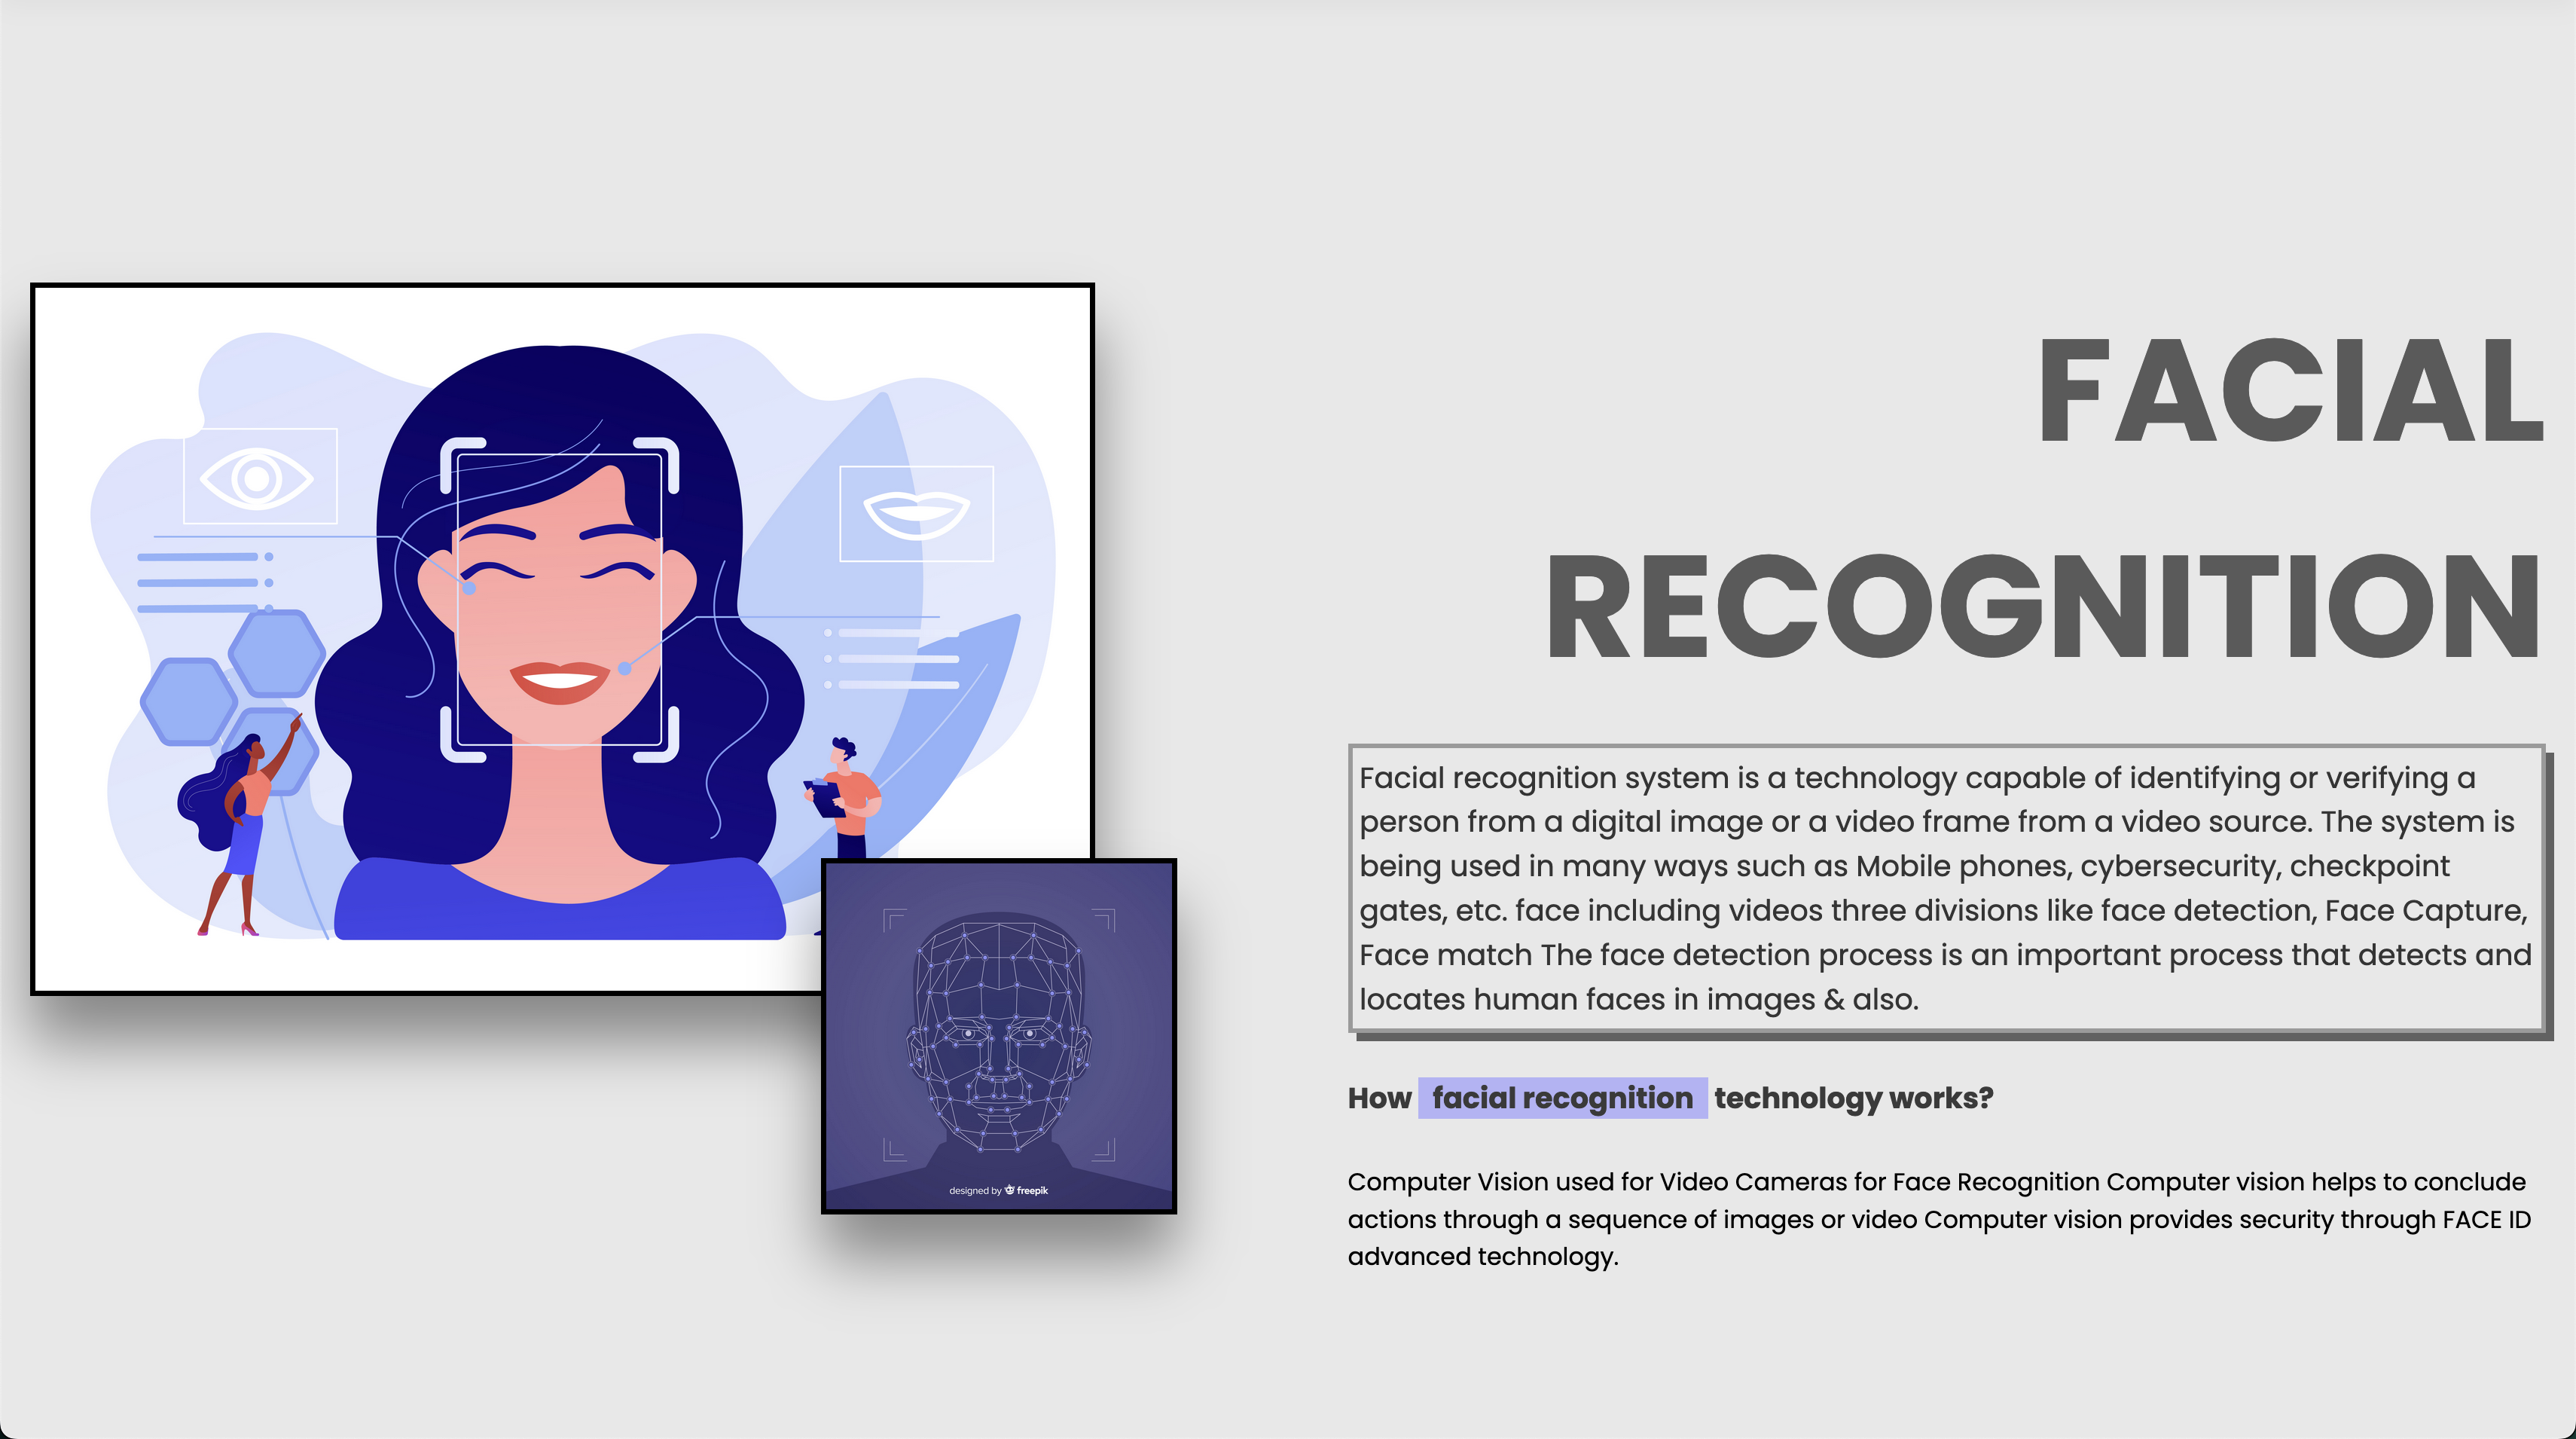 FACIAL
RECOGNITION
Facial recognition system is a technology capable of identifying or verifying a
person from a digital image or a video frame from a video source. The system is
being used in many ways such as Mobile phones, cybersecurity, checkpoint
gates, etc. face including videos three divisions like face detection, Face Capture,
Face match The face detection process is an important process that detects and
locates human faces in images & also.
How facial recognition technology works?
Computer Vision used for Video Cameras for Face Recognition Computer vision helps to conclude
actions through a sequence of images or video Computer vision provides security through FACE ID
advanced technology.
designed by freepik